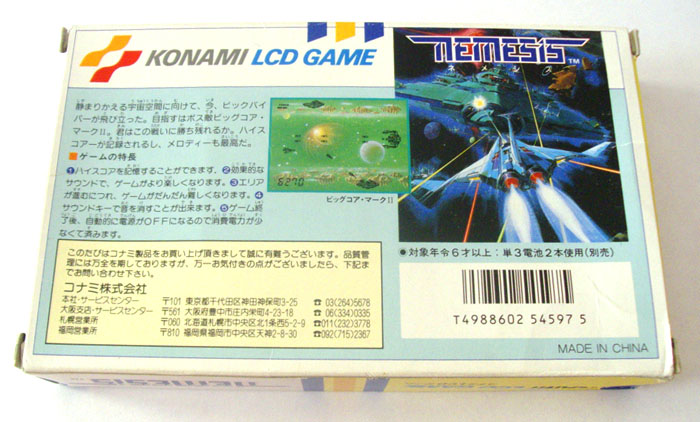 KONAMI LCD GAME
NEMESIS
TM
ネメシス
静まりかえる宇宙空間に向けて、今、ビックバイ
パーが飛び立った。目指すはボス敵ビッグコア・
マークII。君はこの戦いに勝ち残れるか。ハイス
コアーが記録されるし、メロディーも最高だ。
■ゲームの特長
❶ハイスコアを記憶することができます。❷効果的な
サウンドで、ゲームがより楽しくなります。❸エリア
が進むにつれ、ゲームがだんだん難しくなります。❹
サウンドキーで音を消すことが出来ます。❺ゲーム終
了後、自動的に電源がOFFになるので消費電力が少
なくて済みます。
ビッグコア・マークII
●対象年令6才以上：単3電池2本使用(別売)
このたびはコナミ製品をお買い上げ頂きまして誠に有難うございます。品質管
理には万全を期しておりますが、万一お気付きの点がございましたら、下記ま
でお問い合わせ下さい。
コナミ株式会社
本社・サービスセンター 〒101 東京都千代田区神田神保町3-25 ☎03(264)5678
大阪支店・サービスセンター 〒561 大阪府豊中市庄内栄町4-23-18 ☎06(334)0335
札幌営業所 〒060 北海道札幌市中央区北1条西5-2-9 ☎011(232)3778
福岡営業所 〒810 福岡県福岡市中央区天神2-8-30 ☎092(715)2367
T4988602 54597 5
MADE IN CHINA
NEMESIS
KONAMI LCD GAME